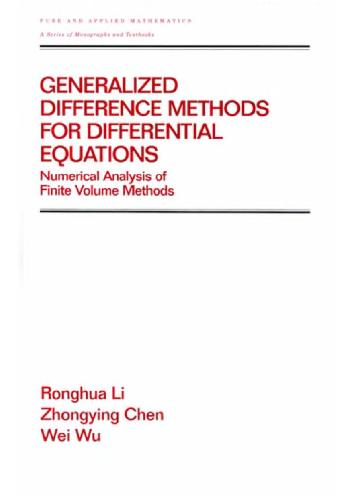 PURE AND APPLIED MATHEMATICS
A Series of Monographs and Textbooks
GENERALIZED
DIFFERENCE METHODS
FOR DIFFERENTIAL
EQUATIONS
Numerical Analysis of
Finite Volume Methods
Ronghua Li
Zhongying Chen
Wei Wu